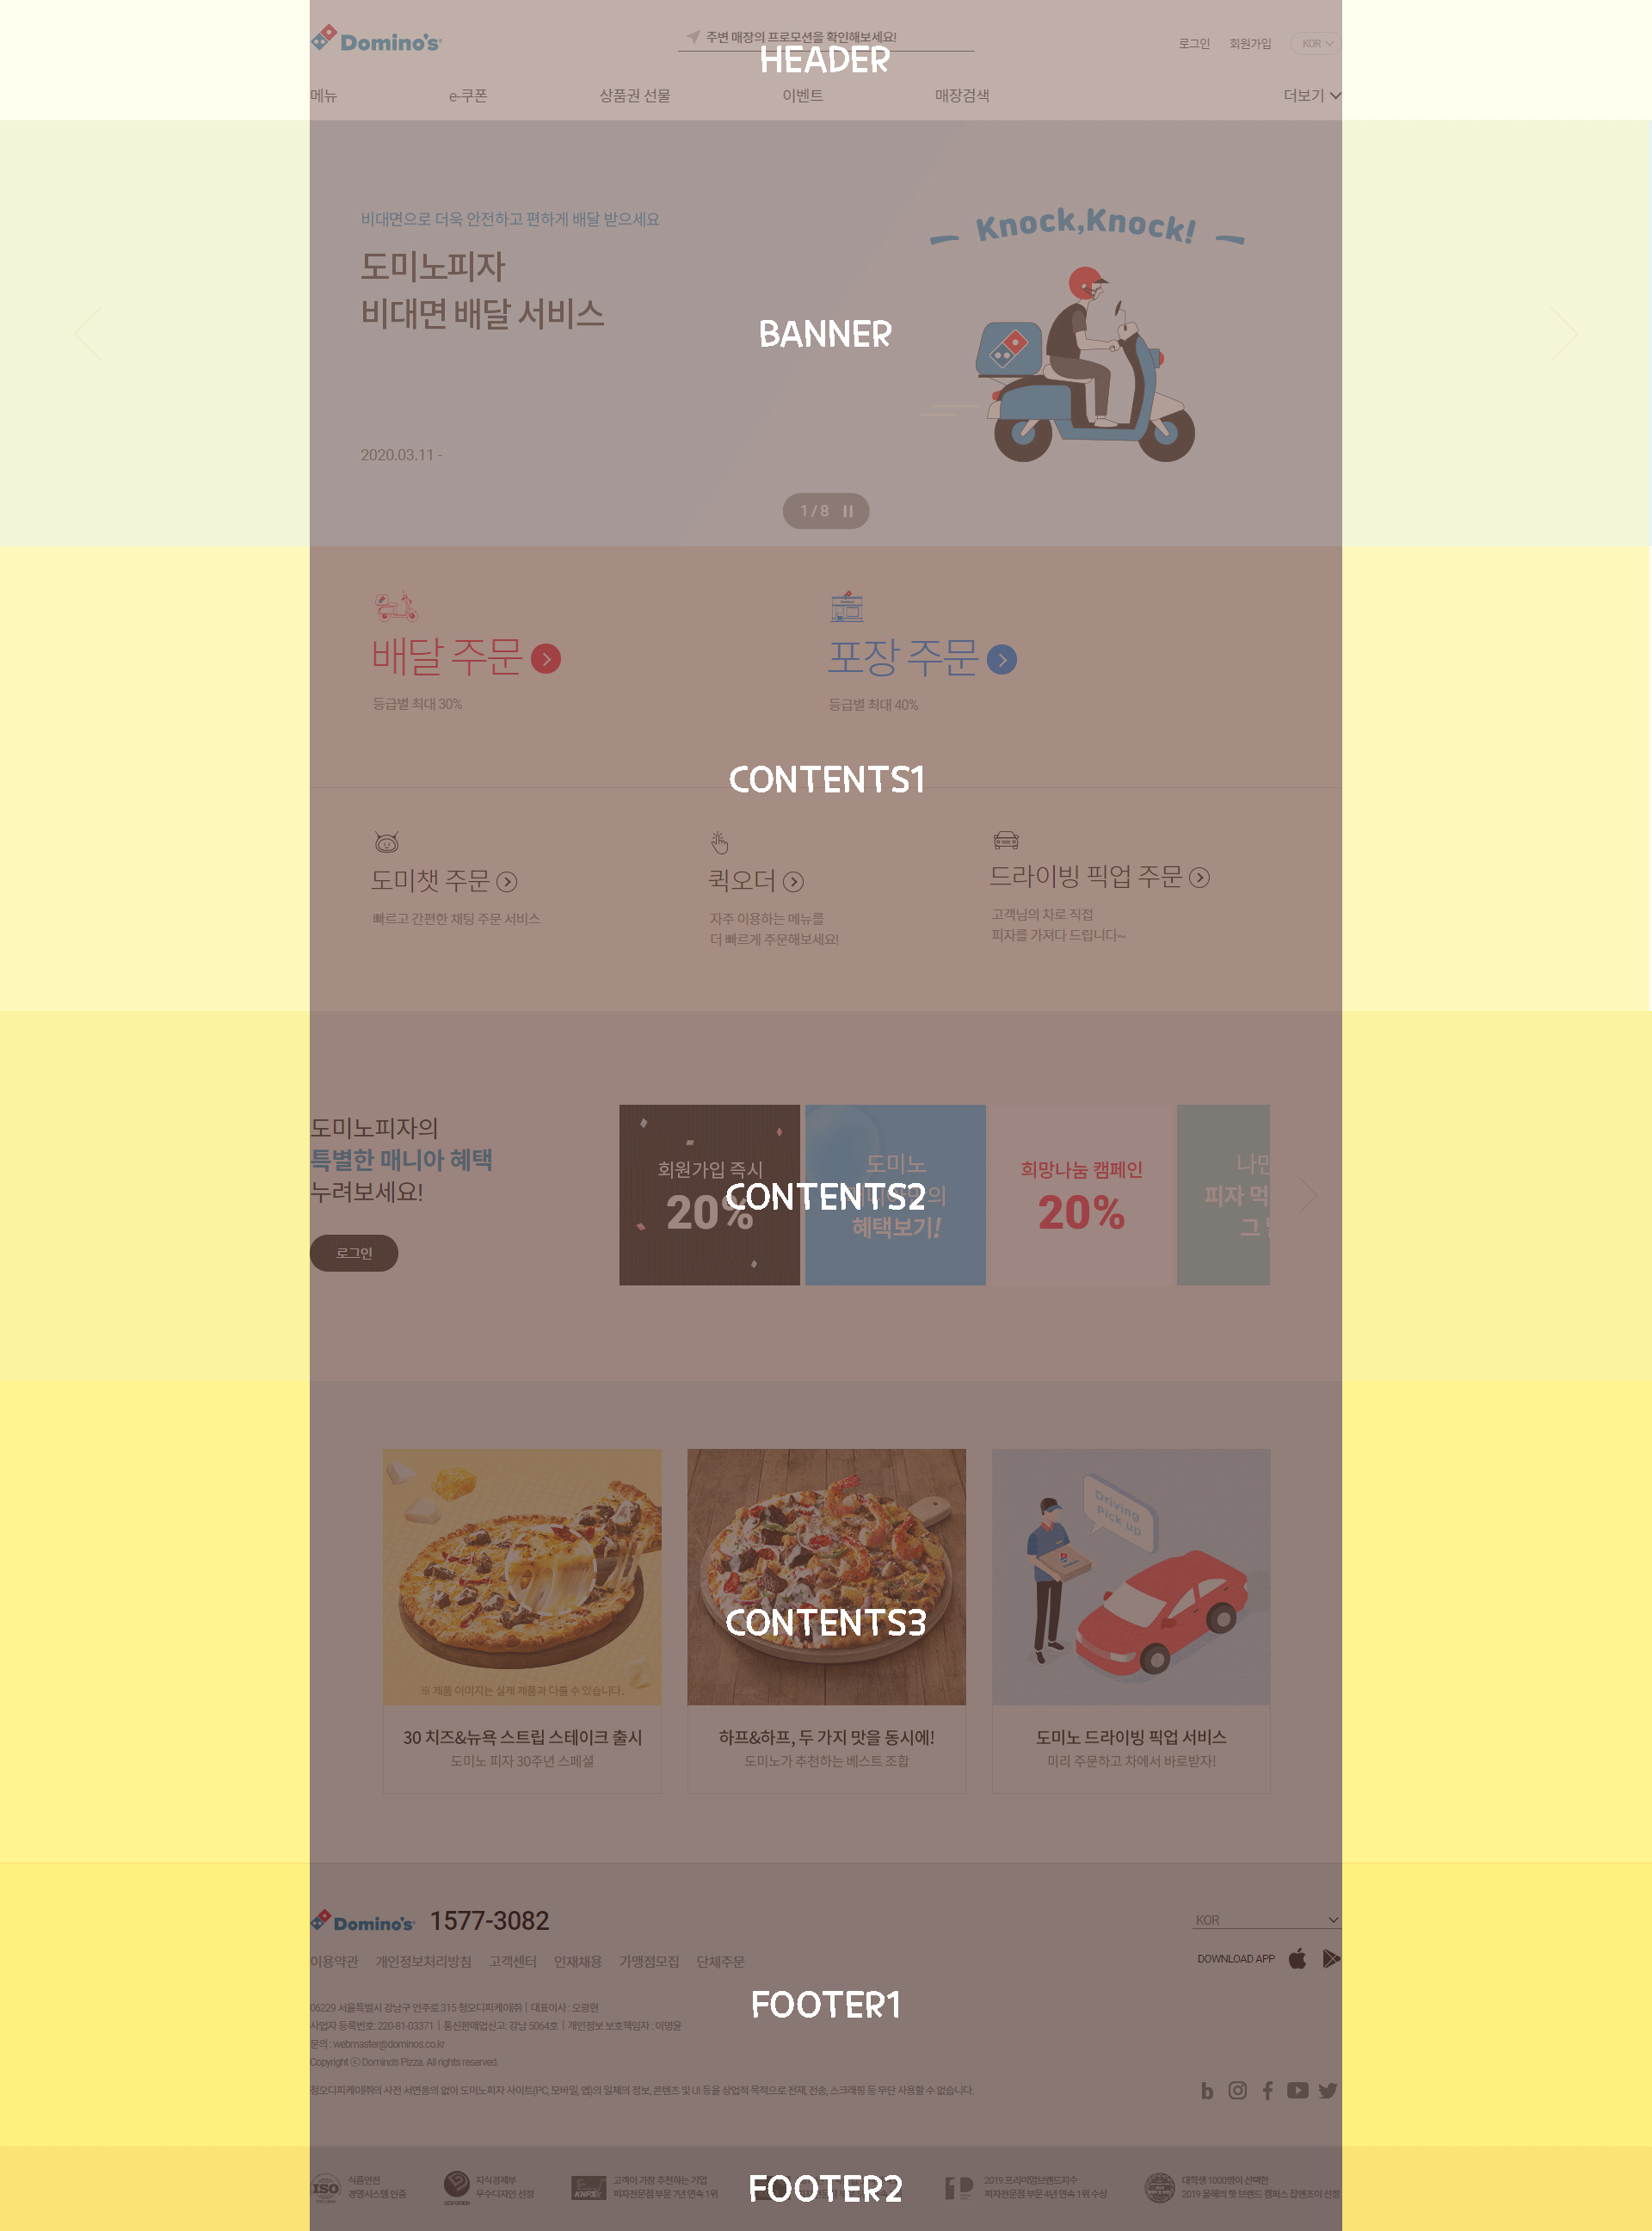 Domino's
주변 매장의 프로모션을 확인해보세요!
로그인 회원가입 KOR
HEADER
메뉴 e-쿠폰 상품권 선물 이벤트 매장검색 더보기
비대면으로 더욱 안전하고 편하게 배달 받으세요
도미노피자
비대면 배달 서비스
Knock,Knock!
BANNER
2020.03.11 -
1 / 8
배달 주문
등급별 최대 30%
포장 주문
등급별 최대 40%
CONTENTS1
도미챗 주문
빠르고 간편한 채팅 주문 서비스
퀵오더
자주 이용하는 메뉴를
더 빠르게 주문해보세요!
드라이빙 픽업 주문
고객님의 차로 직접
피자를 가져다 드립니다~
도미노피자의
특별한 매니아 혜택
누려보세요!
로그인
회원가입 즉시
20%
도미노
혜택보기!
희망나눔 캠페인
20%
피자 먹
그
CONTENTS2
Driving
Pick up
CONTENTS3
※ 제품 이미지는 실제 제품과 다를 수 있습니다.
30 치즈&뉴욕 스트립 스테이크 출시
도미노 피자 30주년 스페셜
하프&하프, 두 가지 맛을 동시에!
도미노가 추천하는 베스트 조합
도미노 드라이빙 픽업 서비스
미리 주문하고 차에서 바로받자!
Domino's 1577-3082
KOR
이용약관 개인정보처리방침 고객센터 인재채용 가맹점모집 단체주문
DOWNLOAD APP
FOOTER1
06229 서울특별시 강남구 언주로 315 청오디피케이㈜ | 대표이사 : 오광현
사업자 등록번호: 220-81-03371 | 통신판매업신고: 강남 5064호 | 개인정보 보호책임자 : 이명윤
문의 : webmaster@dominos.co.kr
Copyright ⓒ Domino's Pizza. All rights reserved.
청오디피케이㈜의 사전 서면동의 없이 도미노피자 사이트(PC, 모바일, 앱)의 일체의 정보, 콘텐츠 및 UI 등을 상업적 목적으로 전재, 전송, 스크래핑 등 무단 사용할 수 없습니다.
ISO
식품안전
경영시스템 인증
지식경제부
우수디자인 선정
고객이 가장 추천하는 기업
피자전문점 부문 7년 연속 1위
FOOTER2
2019 프리미엄브랜드지수
피자전문점 부문 4년 연속 1위 수상
대학생 1000명이 선택한
2019 올해의 핫 브랜드 캠퍼스 잡앤조이 선정